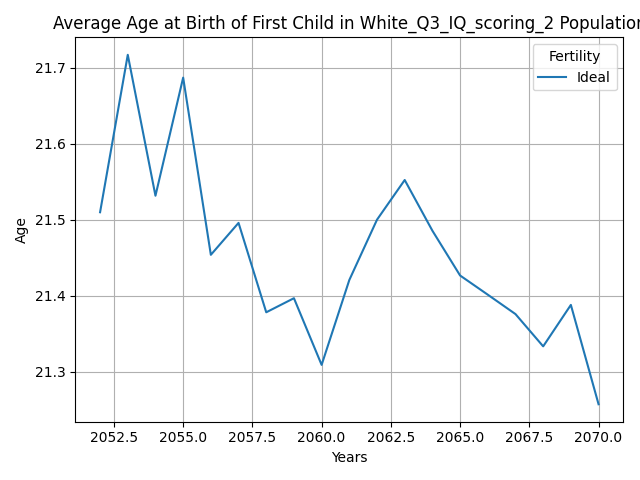 Average Age at Birth of First Child in White_Q3_IQ_scoring_2 Population
Fertility
Ideal
21.7
21.6
21.5
21.4
21.3
Age
2052.5 2055.0 2057.5 2060.0 2062.5 2065.0 2067.5 2070.0
Years